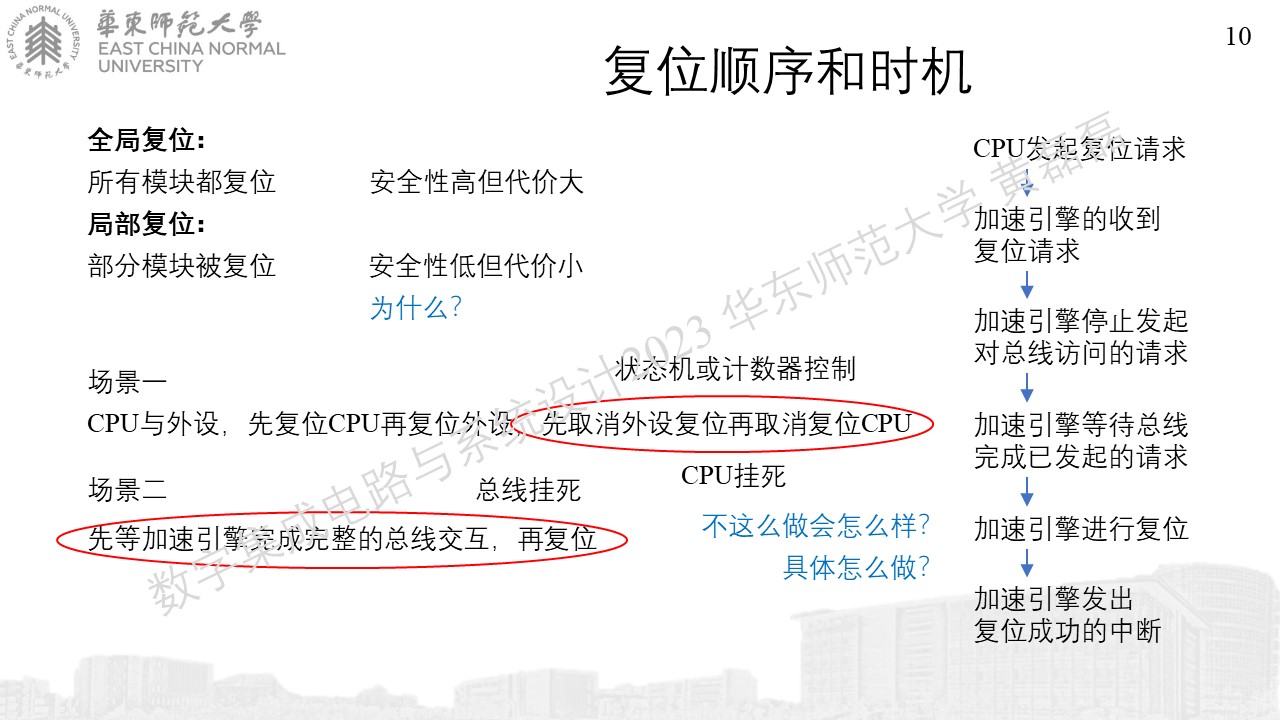 EAST CHINA NORMAL UNIVERSITY
華東師范大學
華東師范大學
EAST CHINA NORMAL
UNIVERSITY
10
复位顺序和时机
全局复位：
所有模块都复位 安全性高但代价大
局部复位：
部分模块被复位 安全性低但代价小
为什么？
场景一
状态机或计数器控制
CPU与外设，先复位CPU再复位外设，先取消外设复位再取消复位CPU
场景二
总线挂死
CPU挂死
先等加速引擎完成完整的总线交互，再复位
不这么做会怎么样？
具体怎么做？
CPU发起复位请求
加速引擎的收到
复位请求
加速引擎停止发起
对总线访问的请求
加速引擎等待总线
完成已发起的请求
加速引擎进行复位
加速引擎发出
复位成功的中断
数字集成电路与系统设计2023 华东师范大学 黄磊磊